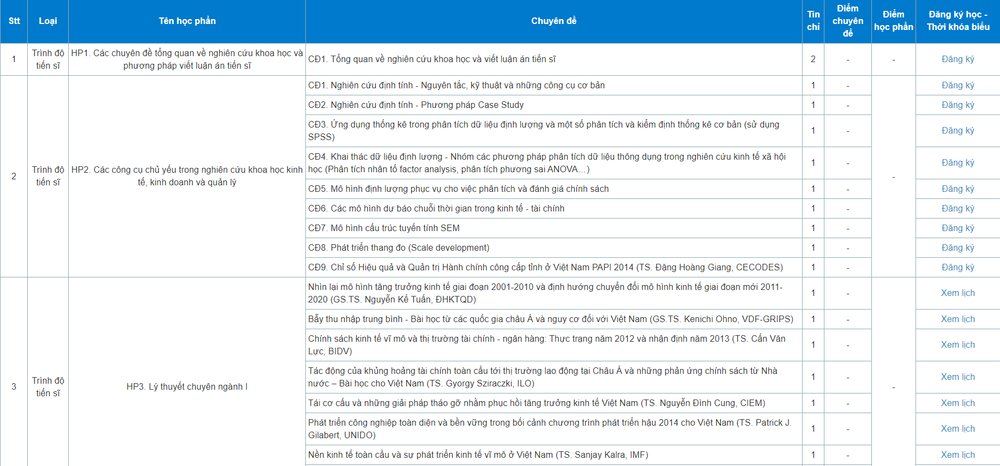 Stt
Loại
Tên học phần
Chuyên đề
Tín
chỉ
Điểm
chuyên
đề
Điểm
học phần
Đăng ký học -
Thời khóa biểu
1
Trình độ
tiến sĩ
HP1. Các chuyên đề tổng quan về nghiên cứu khoa học và
phương pháp viết luận án tiến sĩ
CĐ1. Tổng quan về nghiên cứu khoa học và viết luận án tiến sĩ
2
-
-
Đăng ký
2
Trình độ
tiến sĩ
HP2. Các công cụ chủ yếu trong nghiên cứu khoa học kinh
tế, kinh doanh và quản lý
CĐ1. Nghiên cứu định tính - Nguyên tắc, kỹ thuật và những công cụ cơ bản
1
-
-
Đăng ký
CĐ2. Nghiên cứu định tính - Phương pháp Case Study
1
-
Đăng ký
CĐ3. Ứng dụng thống kê trong phân tích dữ liệu định lượng và một số phân tích và kiểm định thống kê cơ bản (sử dụng
SPSS)
1
-
Đăng ký
CĐ4. Khai thác dữ liệu định lượng - Nhóm các phương pháp phân tích dữ liệu thông dụng trong nghiên cứu kinh tế xã hội
học (Phân tích nhân tố factor analysis, phân tích phương sai ANOVA…)
1
-
Đăng ký
CĐ5. Mô hình định lượng phục vụ cho việc phân tích và đánh giá chính sách
1
-
Đăng ký
CĐ6. Các mô hình dự báo chuỗi thời gian trong kinh tế - tài chính
1
-
Đăng ký
CĐ7. Mô hình cấu trúc tuyến tính SEM
1
-
Đăng ký
CĐ8. Phát triển thang đo (Scale development)
1
-
Đăng ký
CĐ9. Chỉ số Hiệu quả và Quản trị Hành chính công cấp tỉnh ở Việt Nam PAPI 2014 (TS. Đặng Hoàng Giang, CECODES)
1
-
Đăng ký
3
Trình độ
tiến sĩ
HP3. Lý thuyết chuyên ngành I
Nhìn lại mô hình tăng trưởng kinh tế giai đoạn 2001-2010 và định hướng chuyển đổi mô hình kinh tế giai đoạn mới 2011-
2020 (GS.TS. Nguyễn Kế Tuấn, ĐHKTQD)
1
-
-
Xem lịch
Bẫy thu nhập trung bình - Bài học từ các quốc gia châu Á và nguy cơ đối với Việt Nam (GS.TS. Kenichi Ohno, VDF-GRIPS)
1
-
Xem lịch
Chính sách kinh tế vĩ mô và thị trường tài chính - ngân hàng: Thực trạng năm 2012 và nhận định năm 2013 (TS. Cấn Văn
Lực, BIDV)
1
-
Xem lịch
Tác động của khủng hoảng tài chính toàn cầu tới thị trường lao động tại Châu Á và những phản ứng chính sách từ Nhà
nước – Bài học cho Việt Nam (TS. Gyorgy Sziraczki, ILO)
1
-
Xem lịch
Tái cơ cấu và những giải pháp tháo gỡ nhằm phục hồi tăng trưởng kinh tế Việt Nam (TS. Nguyễn Đình Cung, CIEM)
1
-
Xem lịch
Phát triển công nghiệp toàn diện và bền vững trong bối cảnh chương trình phát triển hậu 2014 cho Việt Nam (TS. Patrick J.
Gilabert, UNIDO)
1
-
Xem lịch
Nền kinh tế toàn cầu và sự phát triển kinh tế vĩ mô ở Việt Nam (TS. Sanjay Kalra, IMF)
1
-
Xem lịch